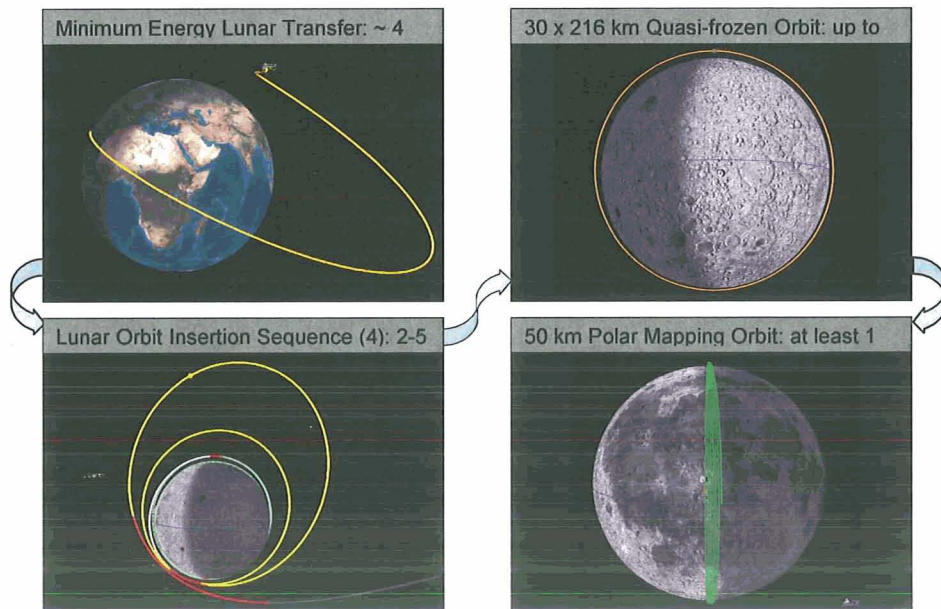 Minimum Energy Lunar Transfer: ~ 4
30 x 216 km Quasi-frozen Orbit: up to
Lunar Orbit Insertion Sequence (4): 2-5
50 km Polar Mapping Orbit: at least 1